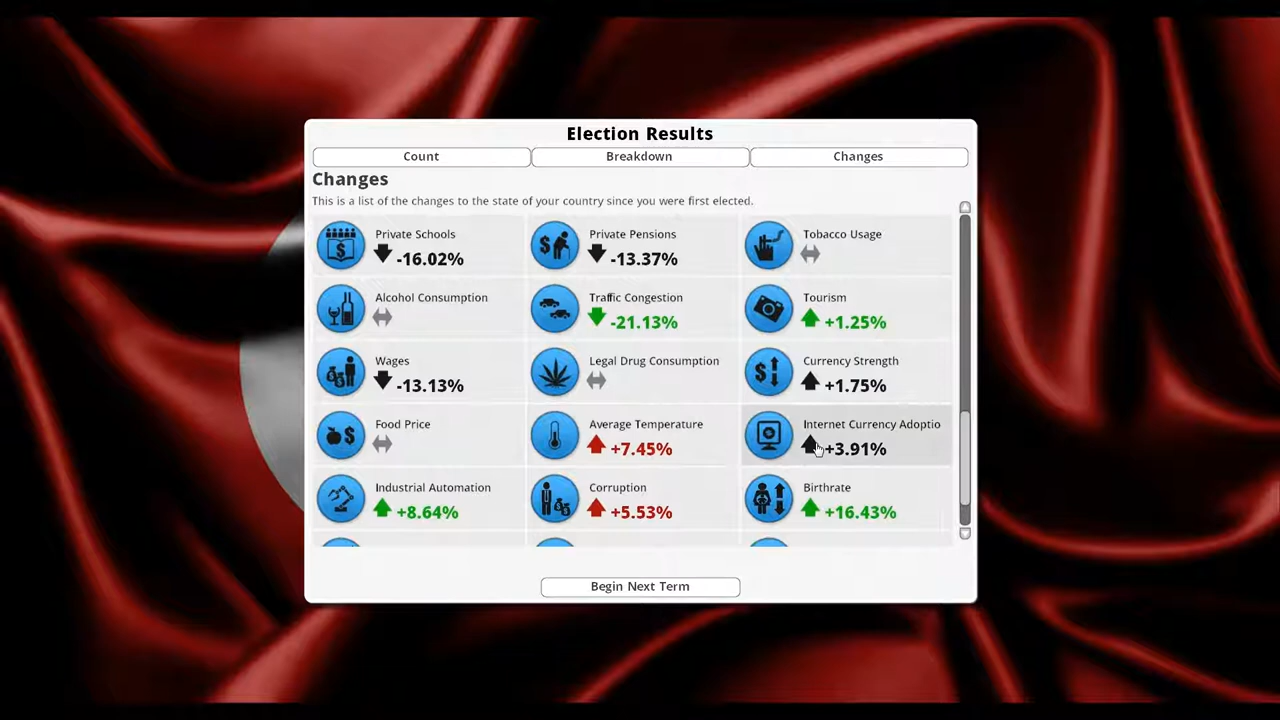 Election Results
Count
Breakdown
Changes
Changes
This is a list of the changes to the state of your country since you were first elected.
Private Schools
-16.02%
Private Pensions
-13.37%
Tobacco Usage
Alcohol Consumption
Traffic Congestion
-21.13%
Tourism
+1.25%
Wages
-13.13%
Legal Drug Consumption
Currency Strength
+1.75%
Food Price
Average Temperature
+7.45%
Internet Currency Adoptio
+3.91%
Industrial Automation
+8.64%
Corruption
+5.53%
Birthrate
+16.43%
Begin Next Term